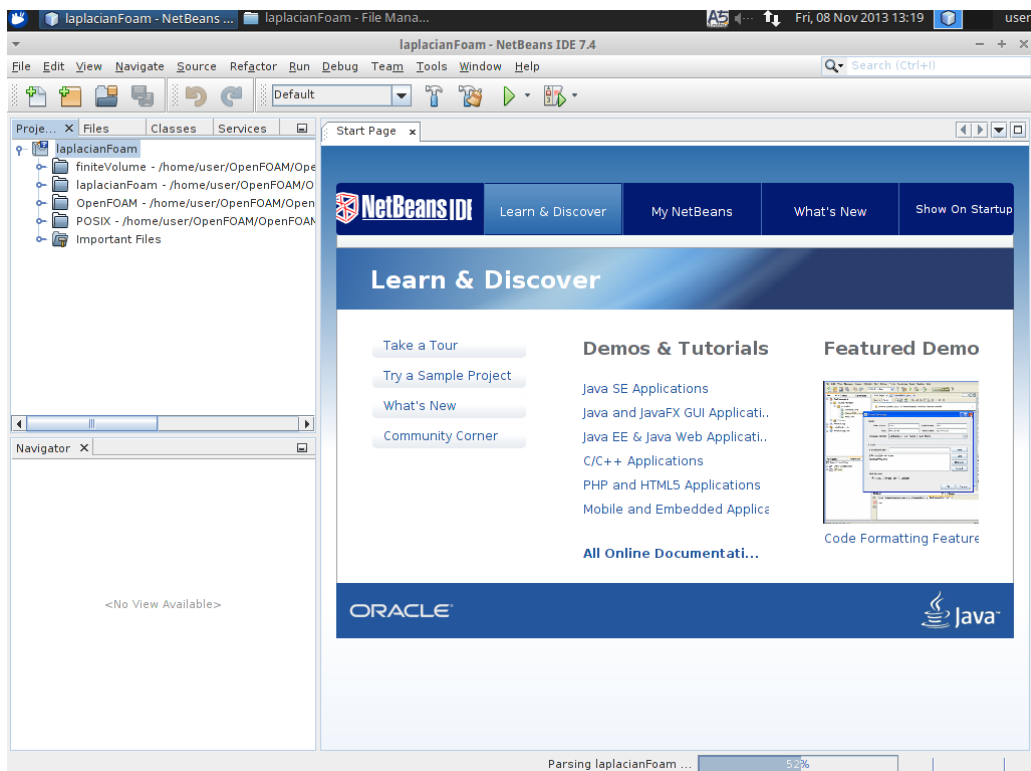 laplacianFoam - NetBeans ... laplacianFoam - File Mana... Fri, 08 Nov 2013 13:19 user
laplacianFoam - NetBeans IDE 7.4
File Edit View Navigate Source Refactor Run Debug Team Tools Window Help Search (Ctrl+I)
Default
Proje... Files Classes Services
Start Page
laplacianFoam
finiteVolume - /home/user/OpenFOAM/Ope
laplacianFoam - /home/user/OpenFOAM/O
OpenFOAM - /home/user/OpenFOAM/Open
POSIX - /home/user/OpenFOAM/OpenFOAM
Important Files
Navigator
<No View Available>
NetBeans IDE Learn & Discover My NetBeans What's New Show On Startup
Learn & Discover
Take a Tour
Try a Sample Project
What's New
Community Corner
Demos & Tutorials
Java SE Applications
Java and JavaFX GUI Applicati..
Java EE & Java Web Applicati..
C/C++ Applications
PHP and HTML5 Applications
Mobile and Embedded Applica
All Online Documentati...
Featured Demo
Code Formatting Feature
ORACLE Java
Parsing laplacianFoam ... 52%